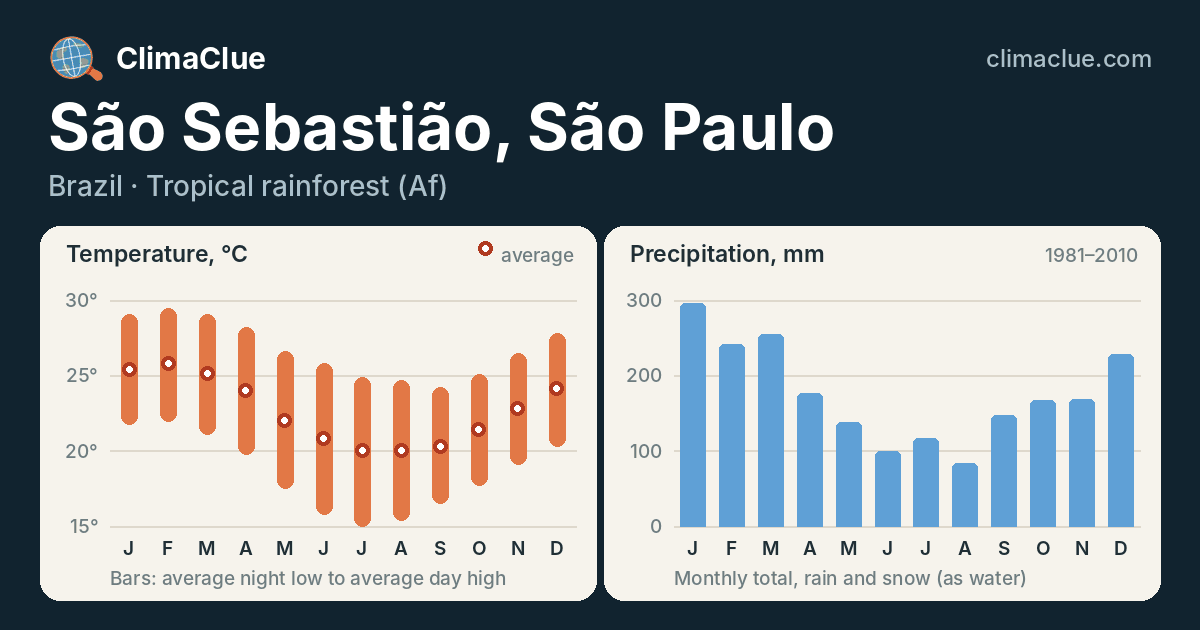 ClimaClue
climaclue.com
São Sebastião, São Paulo
Brazil · Tropical rainforest (Af)
Temperature, °C
average
30°
25°
20°
15°
J F M A M J J A S O N D
Bars: average night low to average day high
Precipitation, mm
1981–2010
300
200
100
0
J F M A M J J A S O N D
Monthly total, rain and snow (as water)